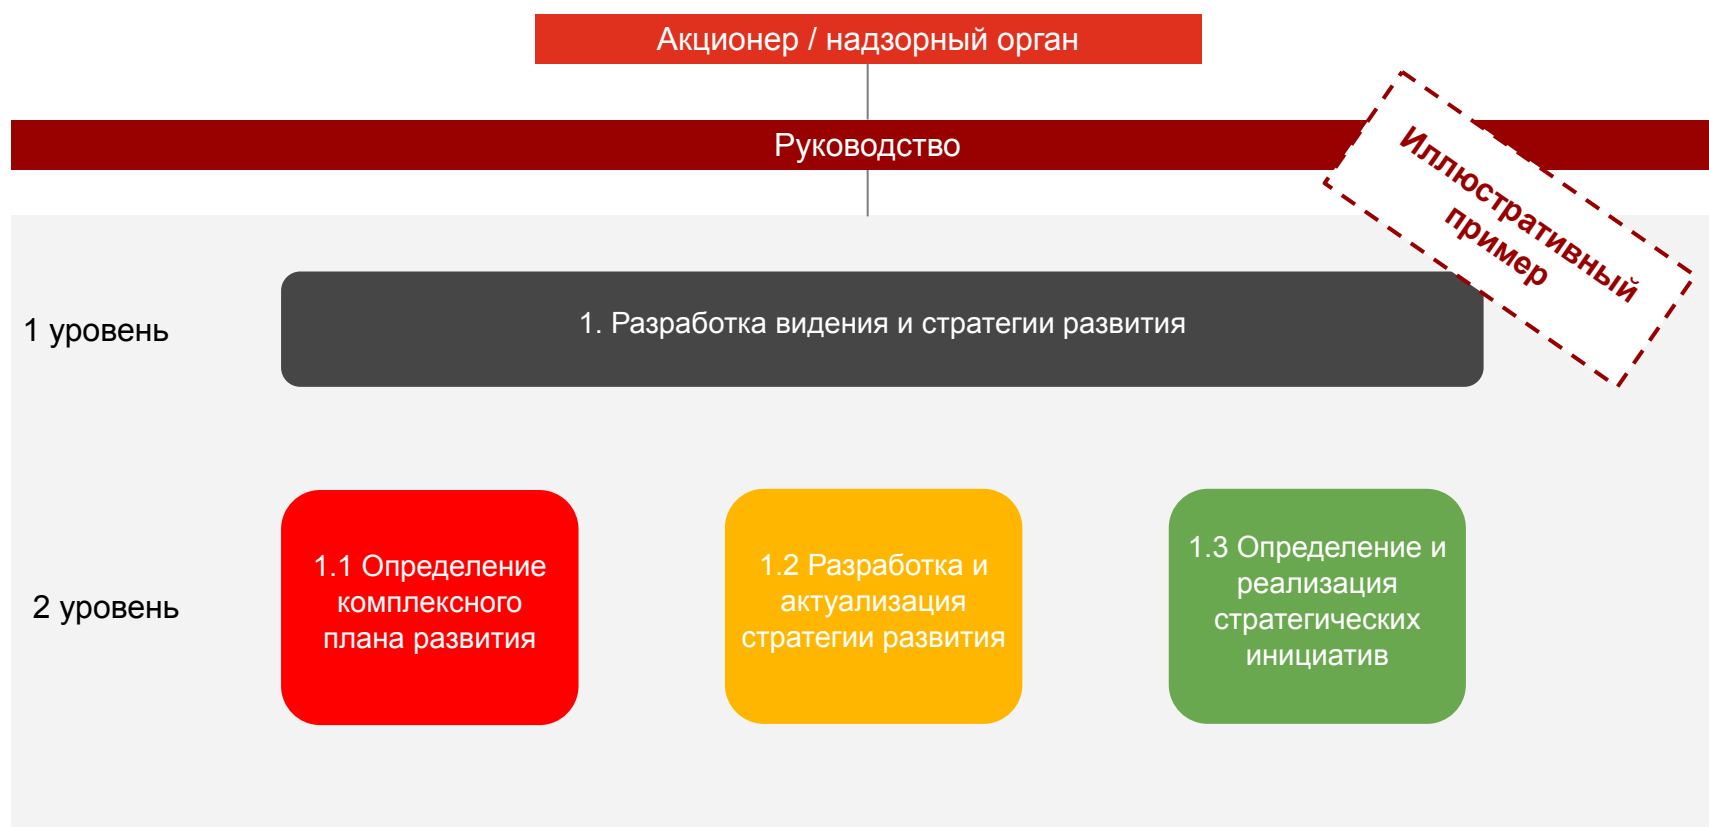 Акционер / надзорный орган
Руководство
Иллюстративный
пример
1 уровень
1. Разработка видения и стратегии развития
2 уровень
1.1 Определение
комплексного
плана развития
1.2 Разработка и
актуализация
стратегии развития
1.3 Определение и
реализация
стратегических
инициатив